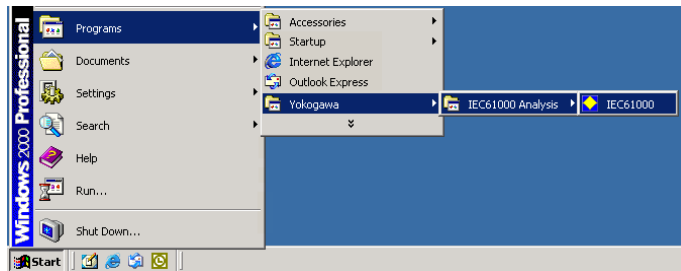 Windows 2000 Professional
Programs
Documents
Settings
Search
Help
Run...
Shut Down...
Accessories
Startup
Internet Explorer
Outlook Express
Yokogawa
IEC61000 Analysis
IEC61000
Start